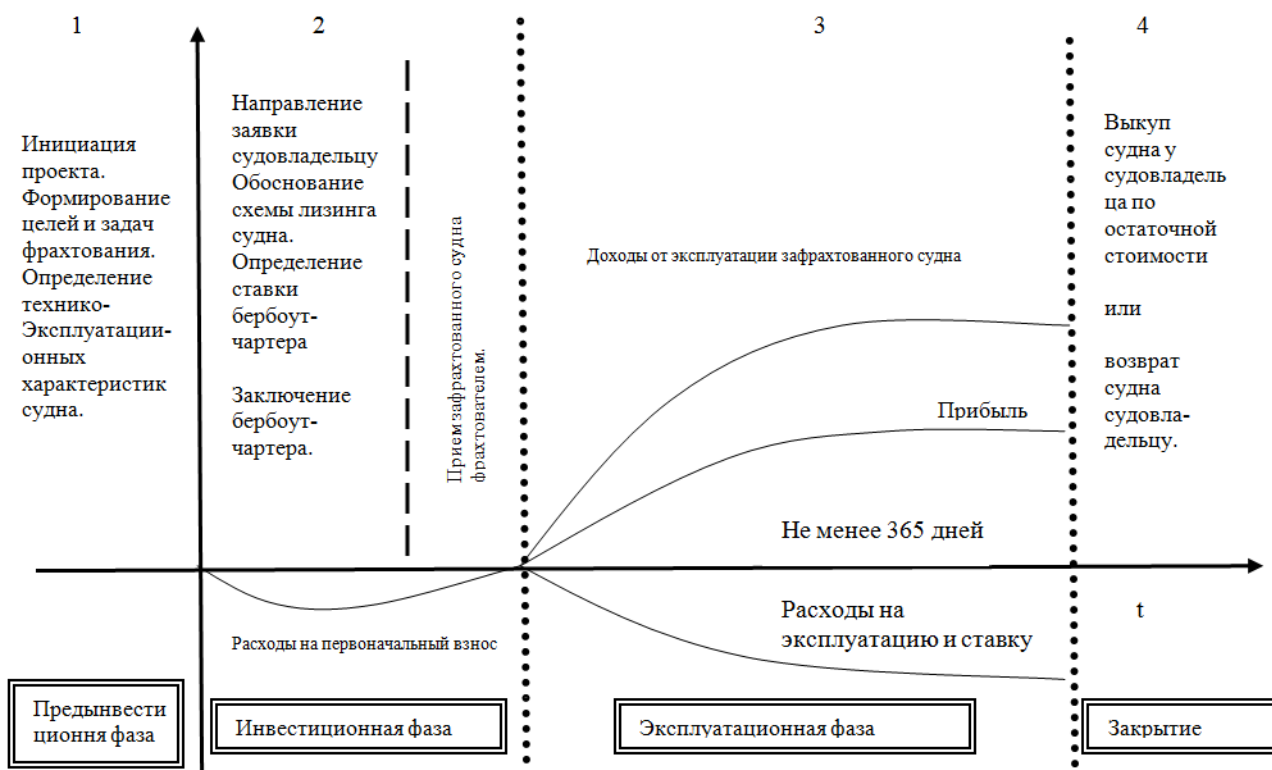 1
2
3
4
Инициация
проекта.
Формирование
целей и задач
фрахтования.
Определение
технико-
Эксплуатаци-
онных
характеристик
судна.
Направление
заявки
судовладельцу
Обоснование
схемы лизинга
судна.
Определение
ставки
бербоут-
чартера
Заключение
бербоут-
чартера.
Прием зафрахтованного судна
фрахтователем.
Доходы от эксплуатации зафрахтованного судна
Прибыль
Не менее 365 дней
Расходы на
эксплуатацию и ставку
Расходы на первоначальный взнос
Выкуп
судна у
судовладель
ца по
остаточной
стоимости
или
возврат
судна
судовла-
дельцу.
t
Предынвести
ционня фаза
Инвестиционная фаза
Эксплуатационная фаза
Закрытие